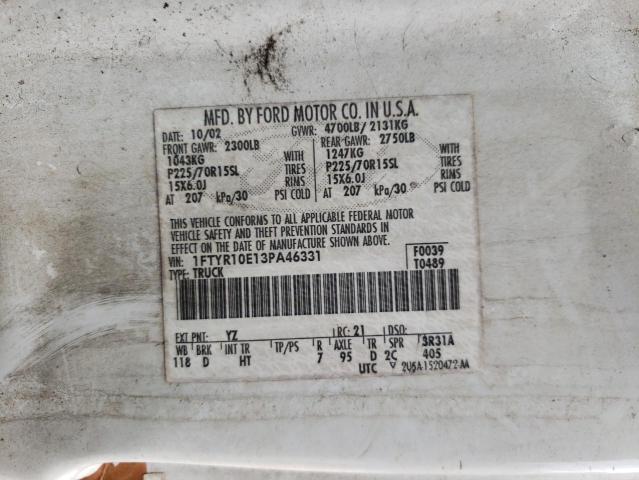 MFD. BY FORD MOTOR CO. IN U.S.A.
DATE: 10/02 GVWR: 4700LB/ 2131KG
FRONT GAWR: 2300LB REAR GAWR: 2750LB
1043KG WITH 1247KG WITH
P225/70R15SL TIRES P225/70R15SL TIRES
15X6.0J RIMS 15X6.0J RIMS
AT 207 kPa/30 PSI COLD AT 207 kPa/30 PSI COLD
THIS VEHICLE CONFORMS TO ALL APPLICABLE FEDERAL MOTOR
VEHICLE SAFETY AND THEFT PREVENTION STANDARDS IN
EFFECT ON THE DATE OF MANUFACTURE SHOWN ABOVE.
VIN: 1FTYR10E13PA46331 F0039
TYPE: TRUCK T0489
EXT PNT: YZ RC: 21 DSO:
WB BRK INT TR TP/PS R AXLE TR SPR 3R31A
118 D HT 7 95 D 2C 405
UTC 2U5A-1520472-AA